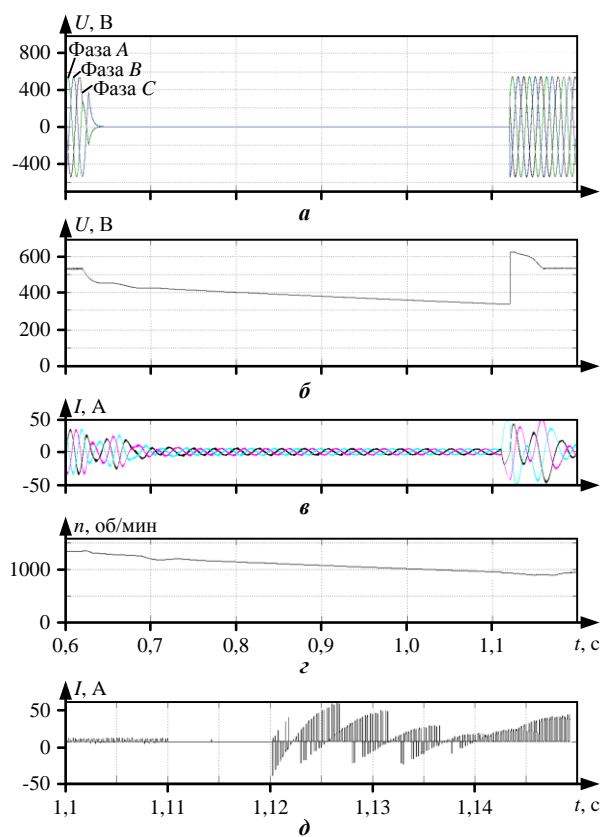 U, В
800
400
0
-400
Фаза A
Фаза B
Фаза C
а
U, В
600
400
200
0
б
I, А
50
0
-50
в
n, об/мин
1000
0
0,6 0,7 0,8 0,9 1,0 1,1 t, с
г
I, А
50
0
-50
1,1 1,11 1,12 1,13 1,14 t, с
д